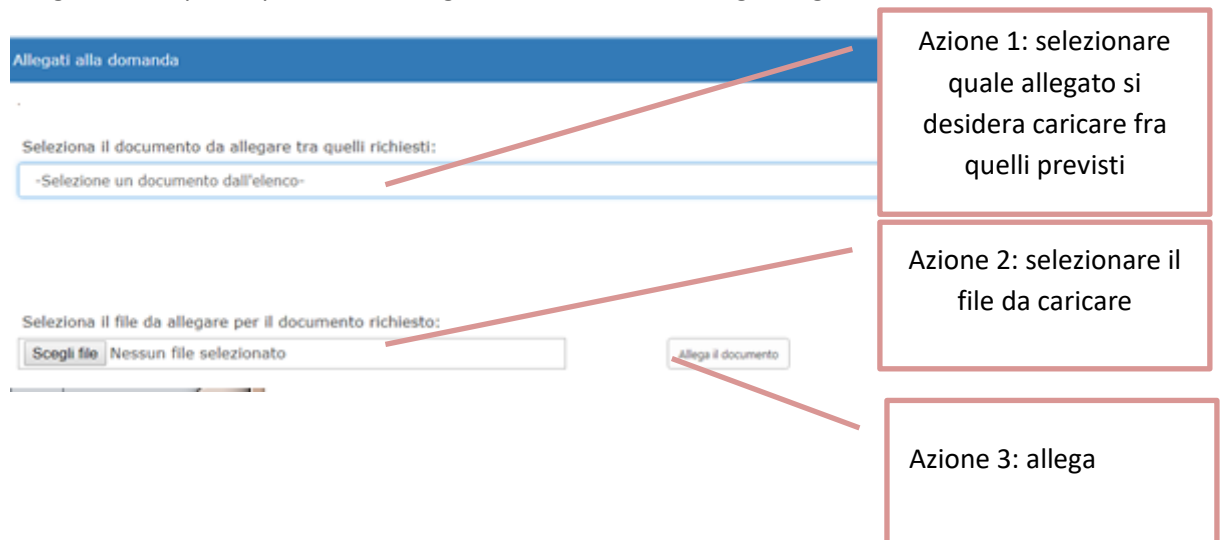 Allegati alla domanda
Azione 1: selezionare
quale allegato si
desidera caricare fra
quelli previsti
Seleziona il documento da allegare tra quelli richiesti:
-Selezione un documento dall'elenco-
Azione 2: selezionare il
file da caricare
Seleziona il file da allegare per il documento richiesto:
Scegli file Nessun file selezionato
Allega il documento
Azione 3: allega